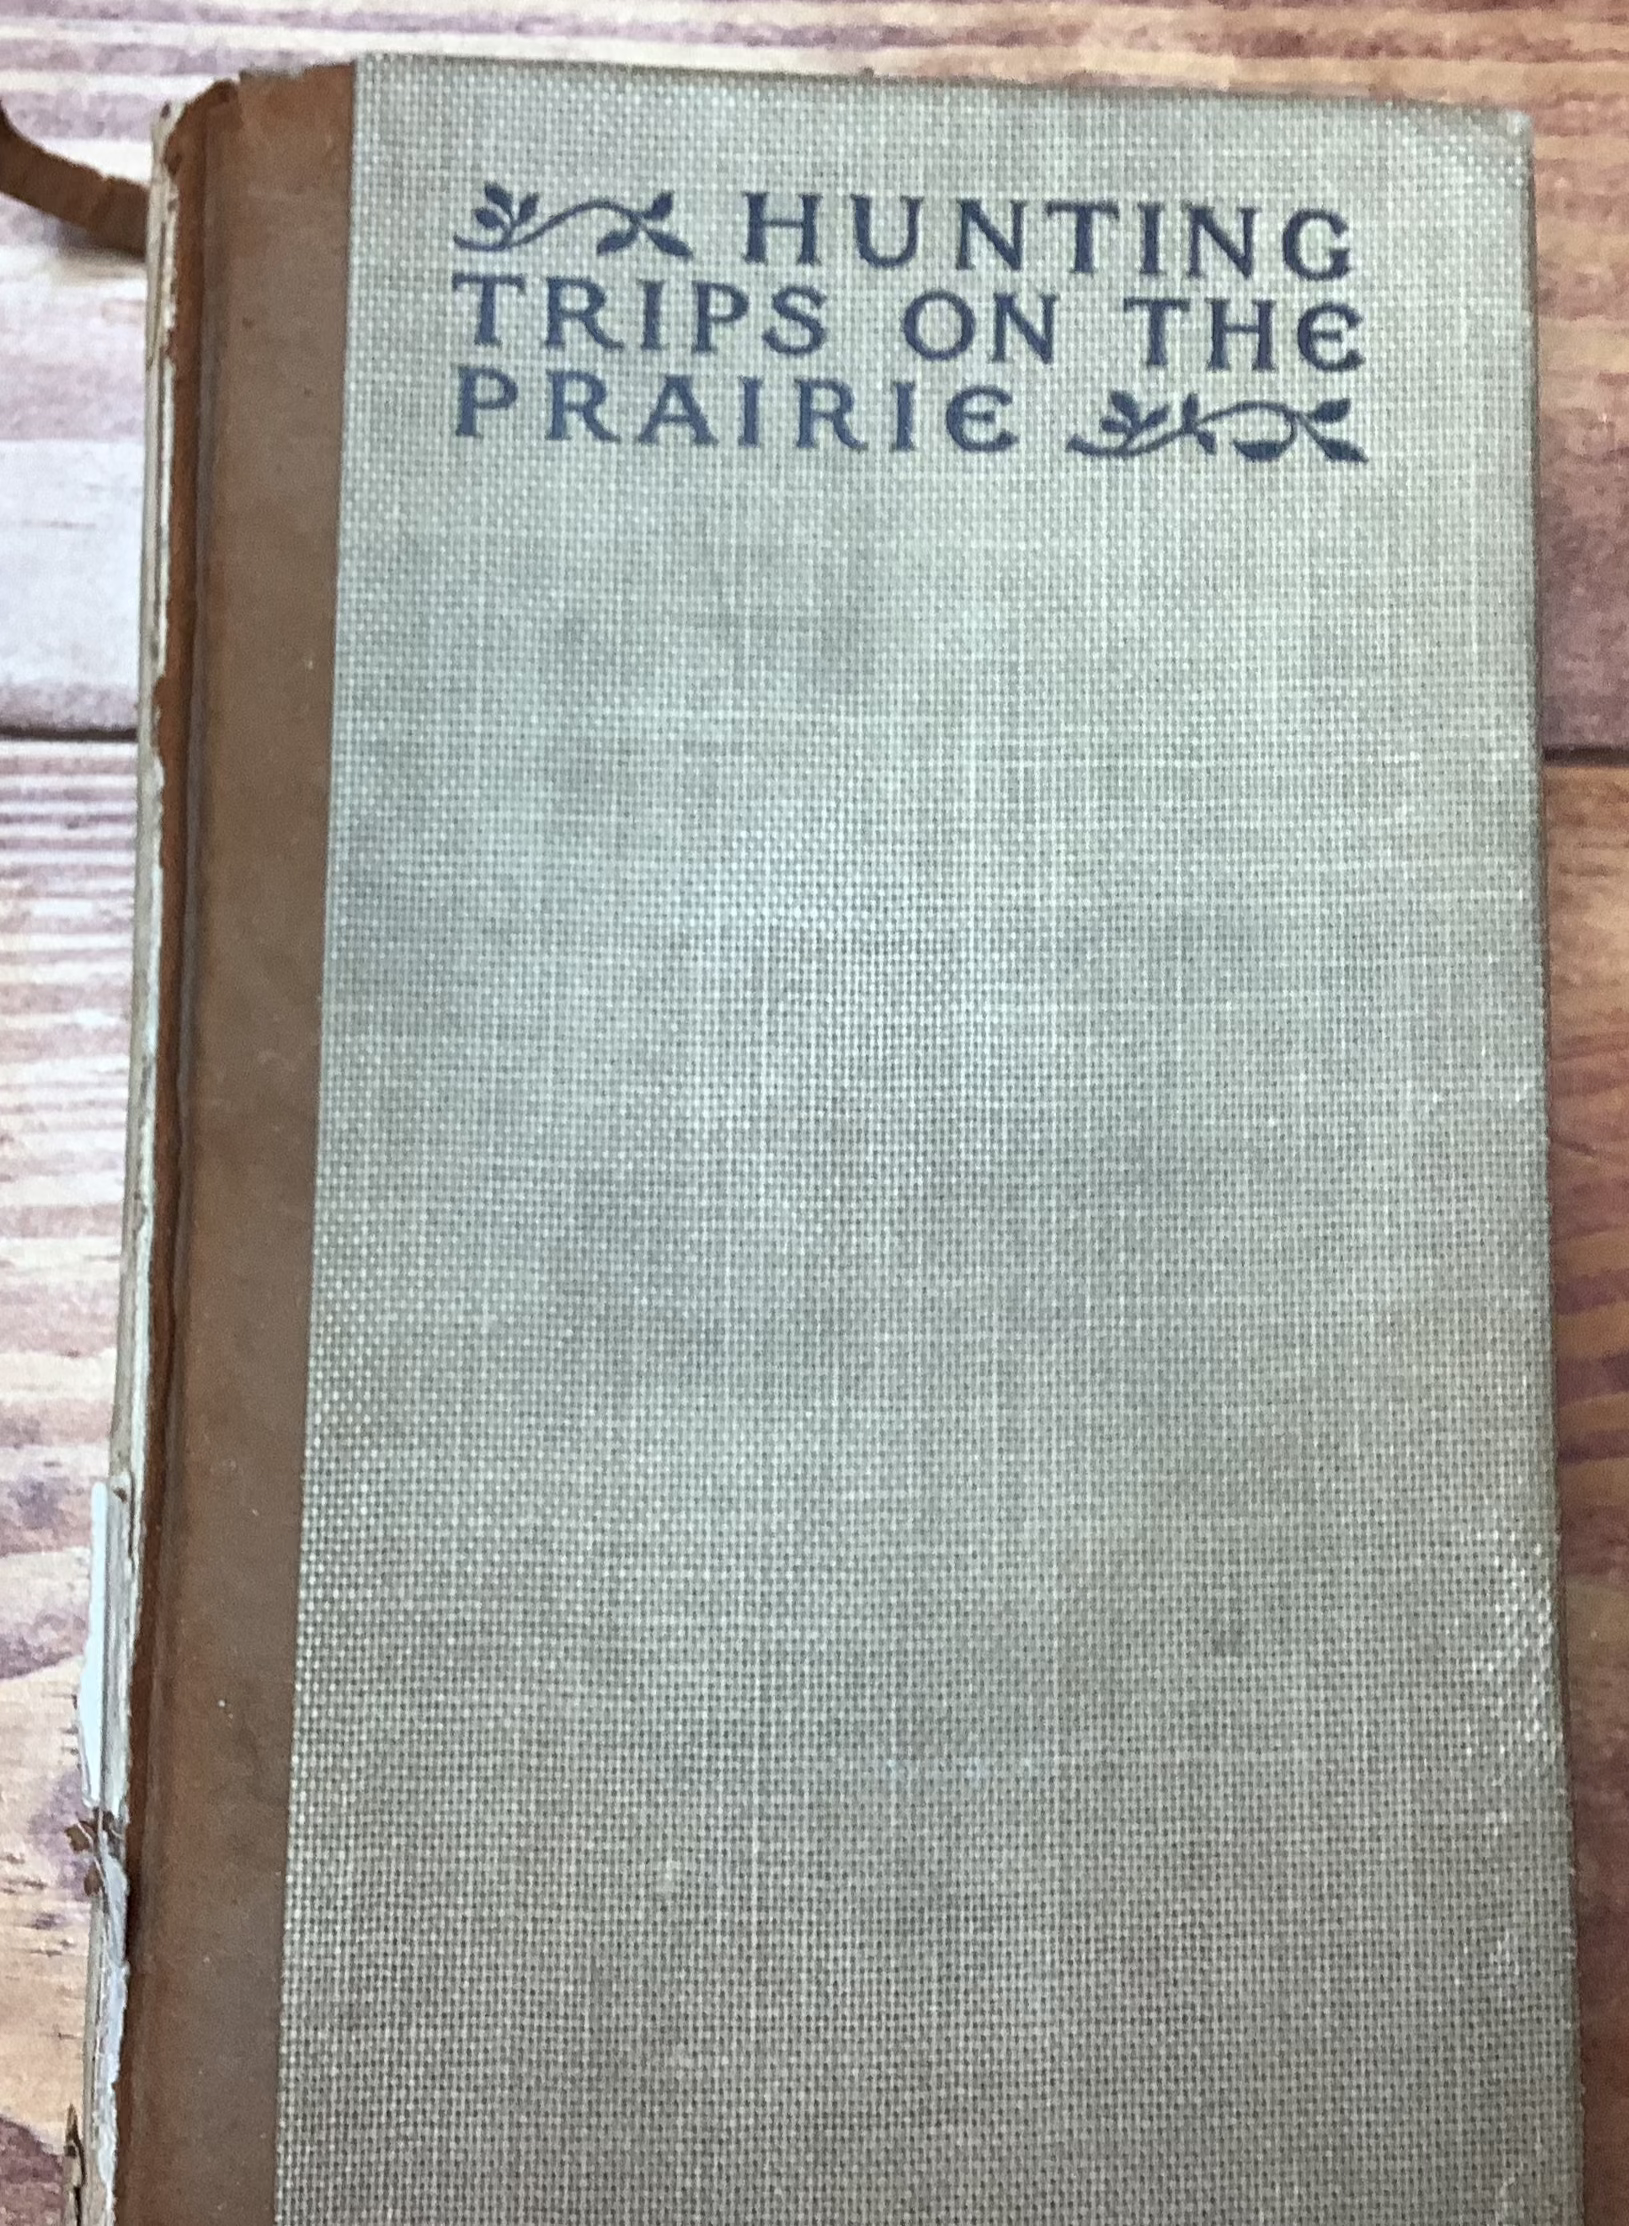 HUNTING
TRIPS ON THE
PRAIRIE